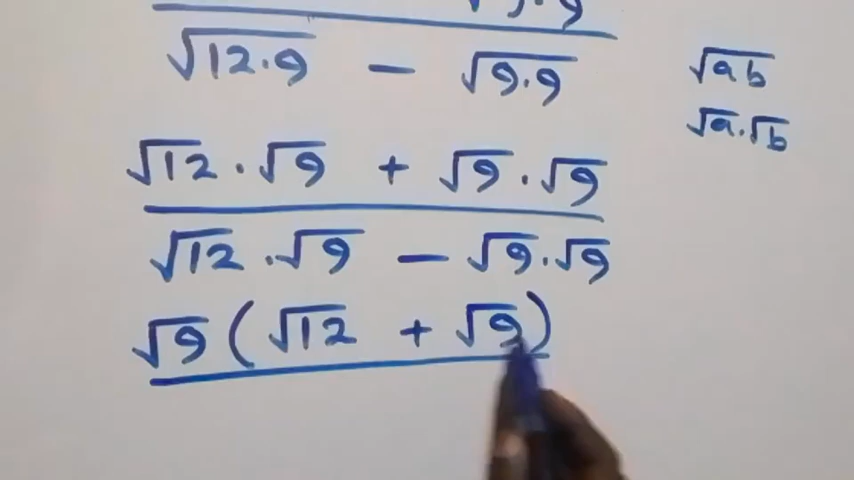 √12·9 − √9·9
√ab
√a·√b
√12·√9 + √9·√9
√12·√9 − √9·√9
√9(√12 + √9)